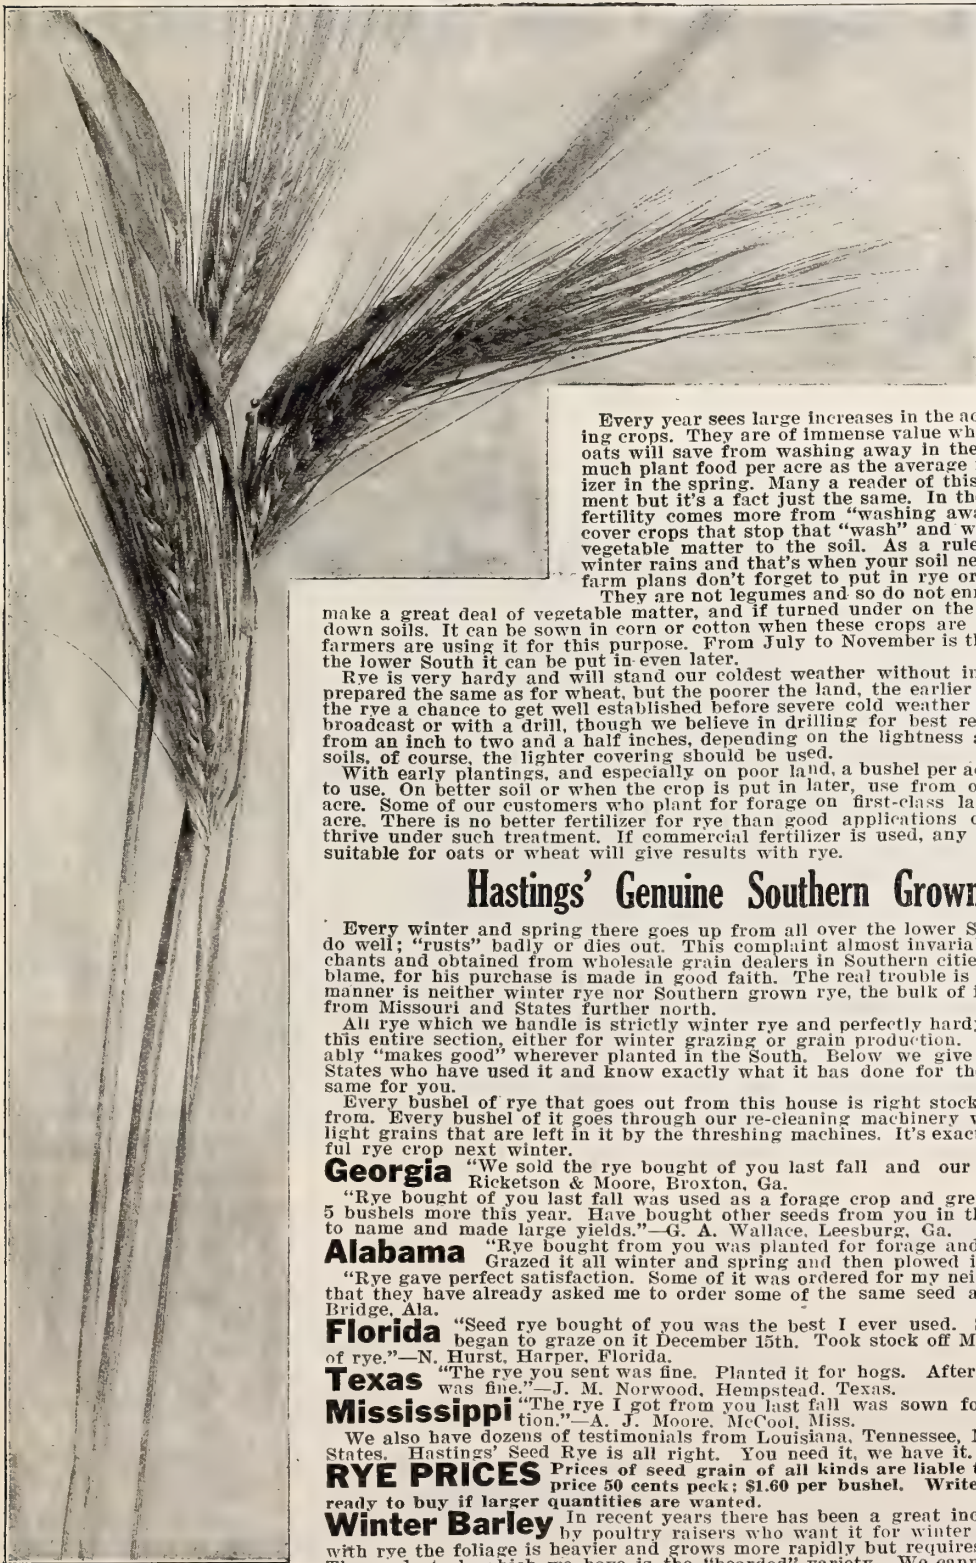 Every year sees large increases in the
ing crops. They are of immense value
oats will save from washing away in the
much plant food per acre as the average
izer in the spring. Many a reader of this
ment but it's a fact just the same. In
fertility comes more from "washing
cover crops that stop that "wash" and
vegetable matter to the soil. As a rule
winter rains and that's when your soil
farm plans don't forget to put in rye or
They are not legumes and so do not
make a great deal of vegetable matter, and if turned under on the
down soils. It can be sown in corn or cotton when these crops are
farmers are using it for this purpose. From July to November is
the lower South it can be put in even later.
Rye is very hardy and will stand our coldest weather without
prepared the same as for wheat, but the poorer the land, the earlier
the rye a chance to get well established before severe cold weather
broadcast or with a drill, though we believe in drilling for best
from an inch to two and a half inches, depending on the lightness
soils, of course, the lighter covering should be used.
With early plantings, and especially on poor land, a bushel per
to use. On better soil or when the crop is put in later, use from
acre. Some of our customers who plant for forage on first-class
acre. There is no better fertilizer for rye than good applications
thrive under such treatment. If commercial fertilizer is used, any
suitable for oats or wheat will give results with rye.
Hastings' Genuine Southern Grown
Every winter and spring there goes up from all over the lower
do well; "rusts" badly or dies out. This complaint almost
chants and obtained from wholesale grain dealers in Southern
blame, for his purchase is made in good faith. The real trouble is
manner is neither winter rye nor Southern grown rye, the bulk of
from Missouri and States further north.
All rye which we handle is strictly winter rye and perfectly
this entire section, either for winter grazing or grain production.
ably "makes good" wherever planted in the South. Below we give
States who have used it and know exactly what it has done for
same for you.
Every bushel of rye that goes out from this house is right stock
from. Every bushel of it goes through our re-cleaning machinery
light grains that are left in it by the threshing machines. It's
ful rye crop next winter.
Georgia "We sold the rye bought of you last fall and our
Ricketson & Moore, Broxton, Ga.
"Rye bought of you last fall was used as a forage crop and
5 bushels more this year. Have bought other seeds from you in
to name and made large yields."—G. A. Wallace, Leesburg, Ga.
Alabama "Rye bought from you was planted for forage and
Grazed it all winter and spring and then plowed
"Rye gave perfect satisfaction. Some of it was ordered for my
that they have already asked me to order some of the same seed
Bridge, Ala.
Florida "Seed rye bought of you was the best I ever used.
began to graze on it December 15th. Took stock off
of rye."—N. Hurst, Harper, Florida.
Texas "The rye you sent was fine. Planted it for hogs. After
was fine."—J. M. Norwood, Hempstead, Texas.
Mississippi "The rye I got from you last fall was sown
tion."—A. J. Moore, McCool, Miss.
We also have dozens of testimonials from Louisiana, Tennessee,
States. Hastings' Seed Rye is all right. You need it, we have it.
RYE PRICES Prices of seed grain of all kinds are liable
price 50 cents peck; $1.60 per bushel. Write
ready to buy if larger quantities are wanted.
Winter Barley In recent years there has been a great
by poultry raisers who want it for winter
with rye the foliage is heavier and grows more rapidly but